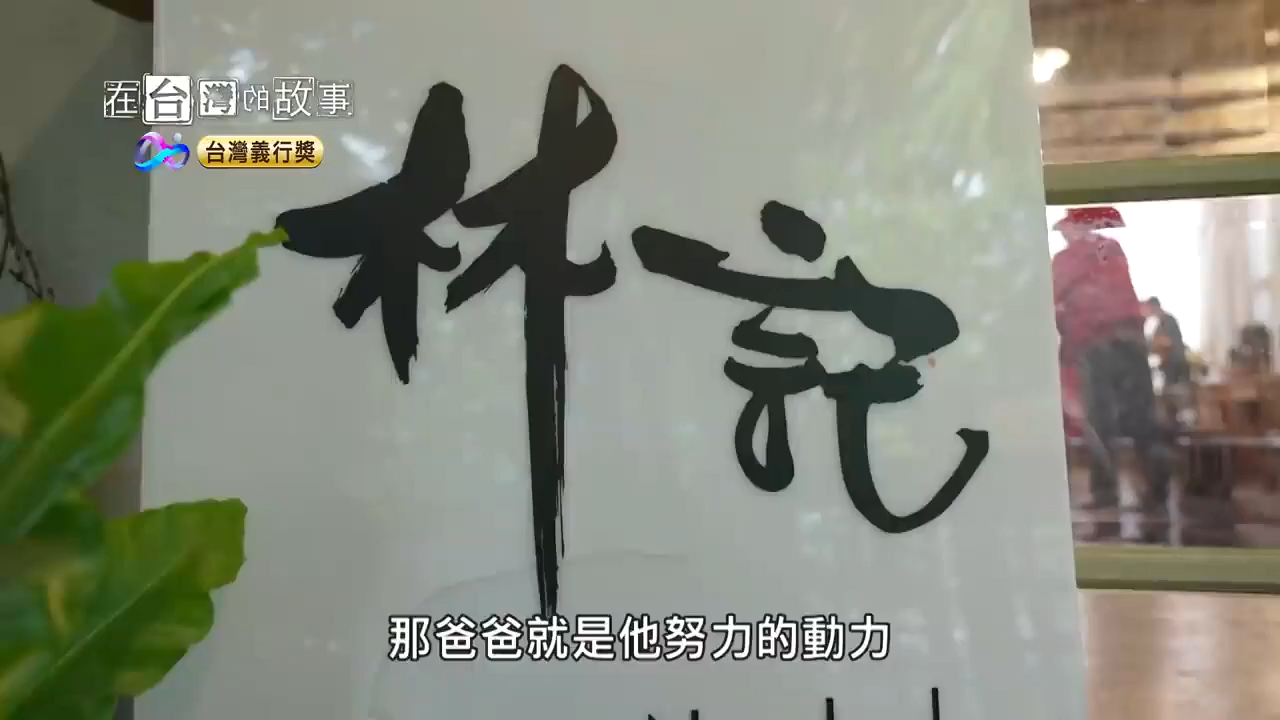 在台灣的故事
台灣義行獎
林記
那爸爸就是他努力的動力